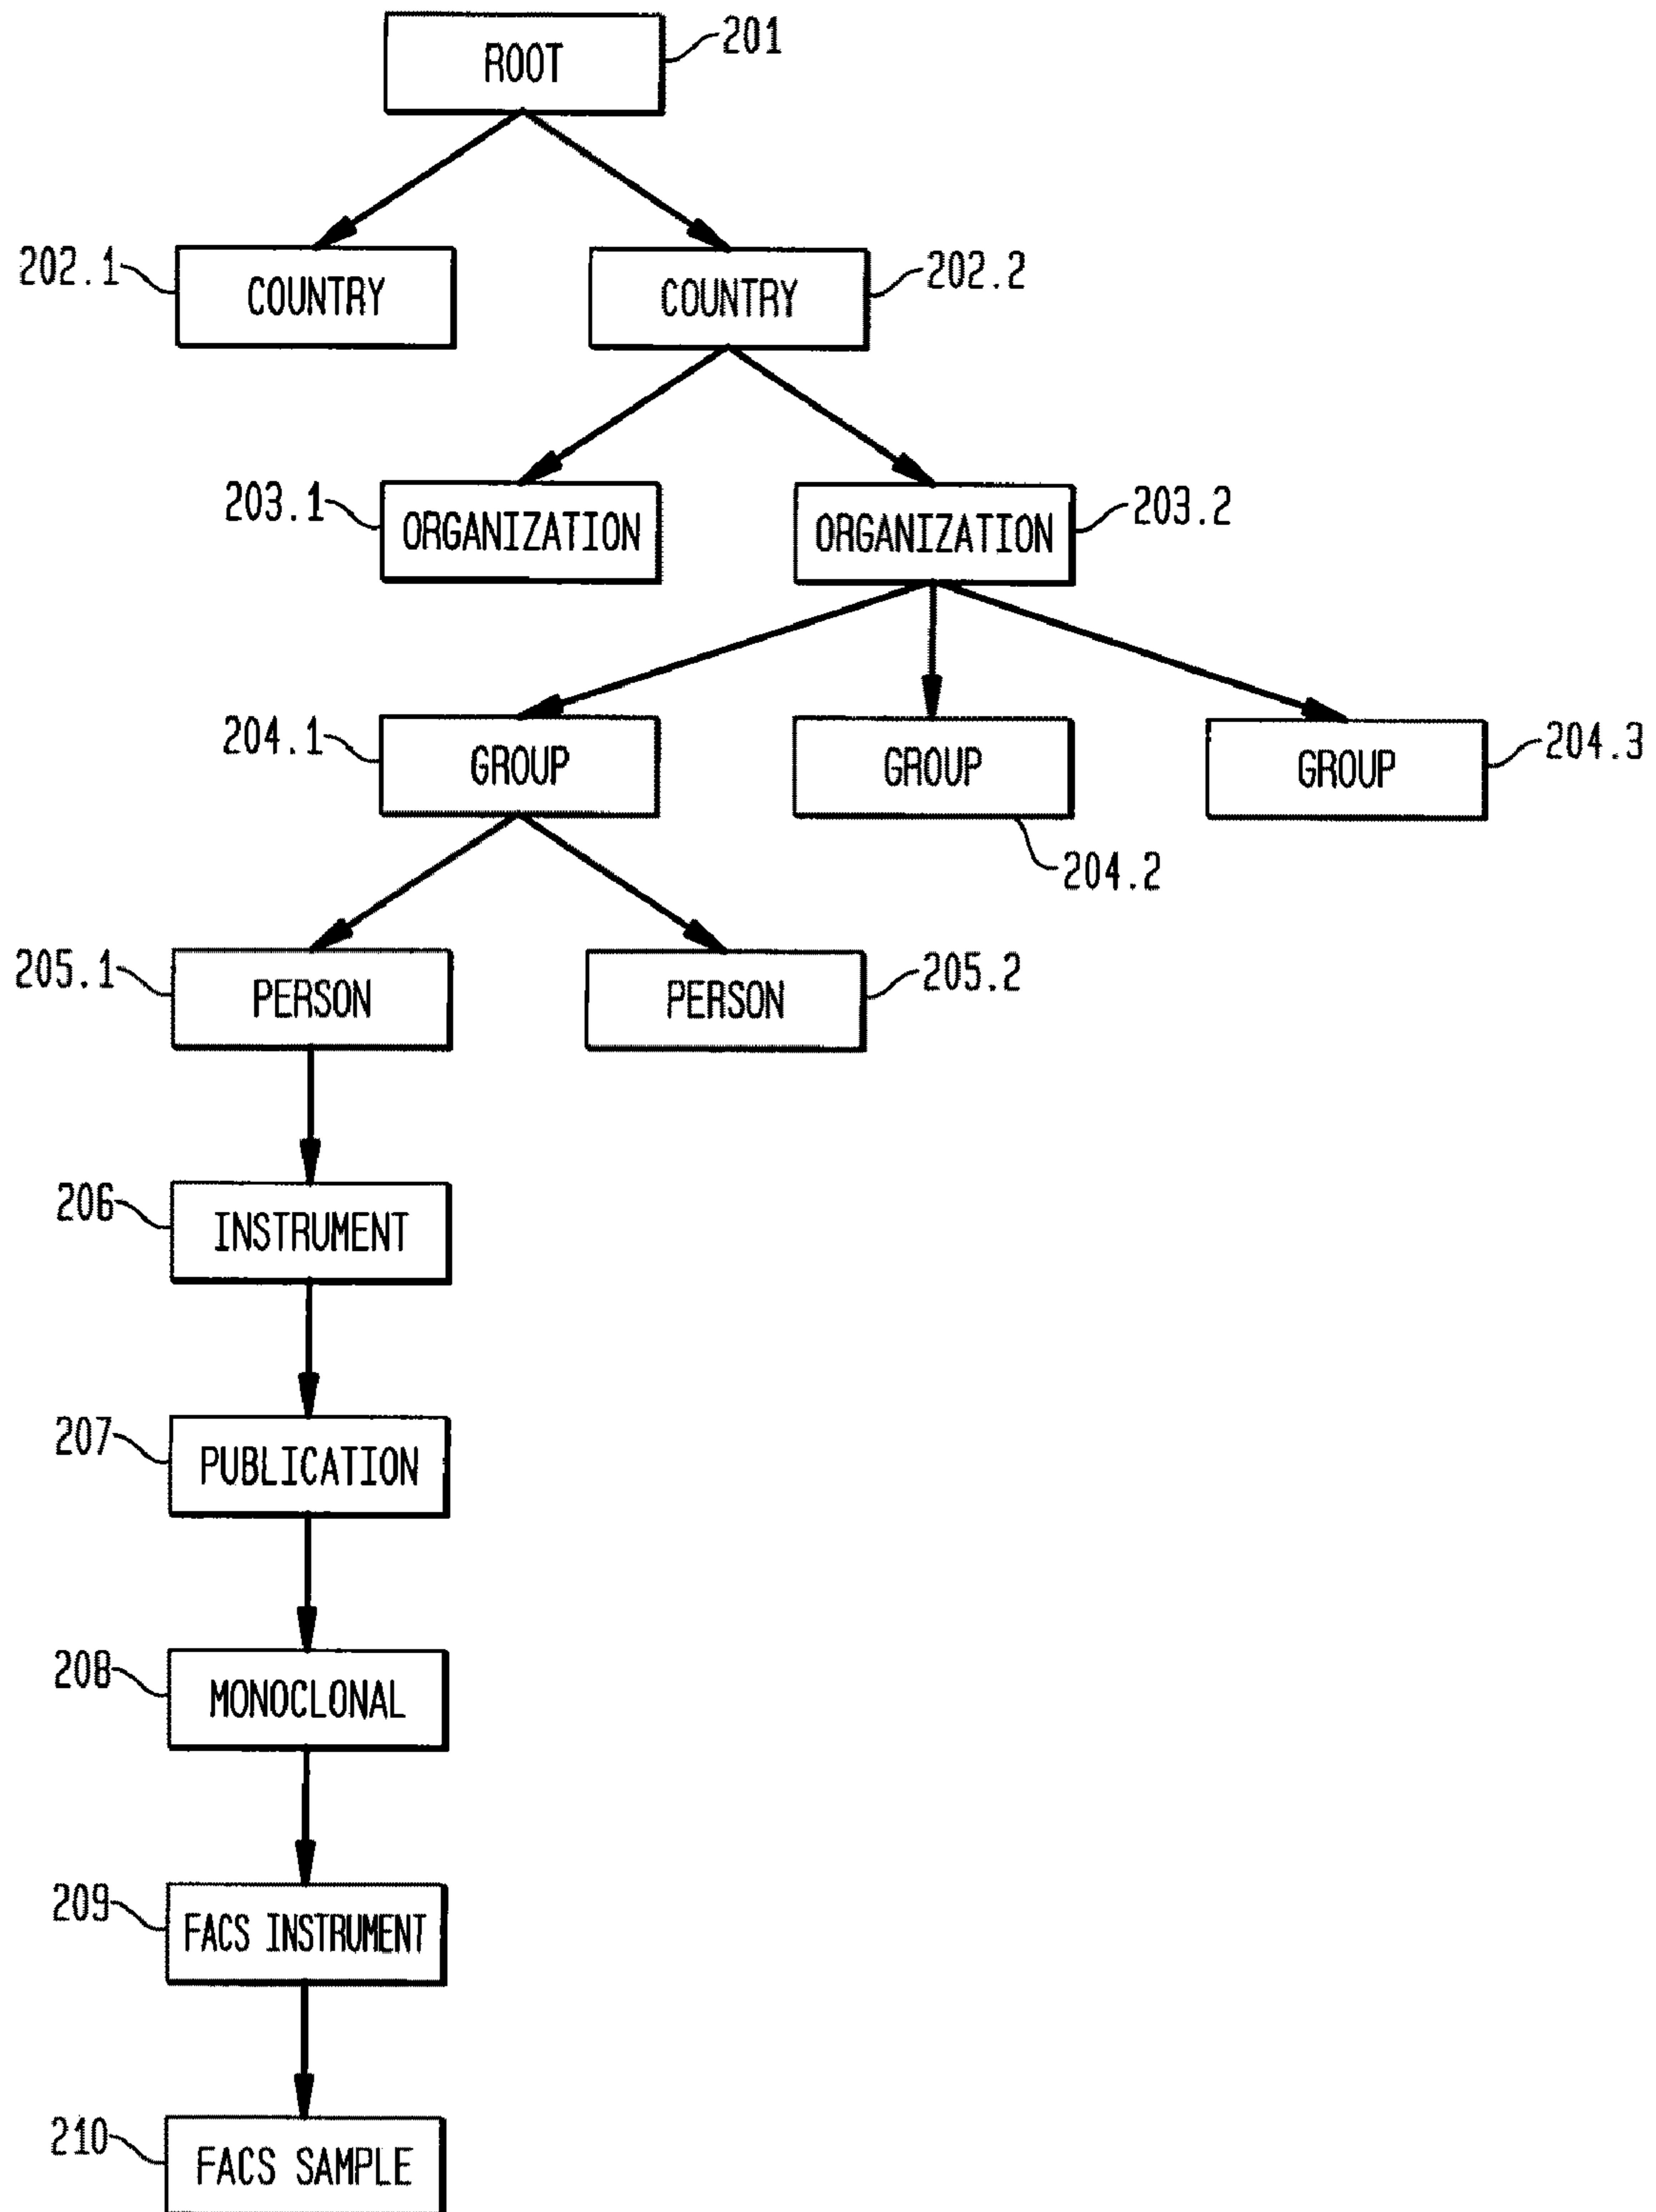 ROOT
201
202.1
COUNTRY
COUNTRY
202.2
203.1
ORGANIZATION
ORGANIZATION
203.2
204.1
GROUP
GROUP
GROUP
204.3
204.2
205.1
PERSON
PERSON
205.2
206
INSTRUMENT
207
PUBLICATION
208
MONOCLONAL
209
FACS INSTRUMENT
210
FACS SAMPLE